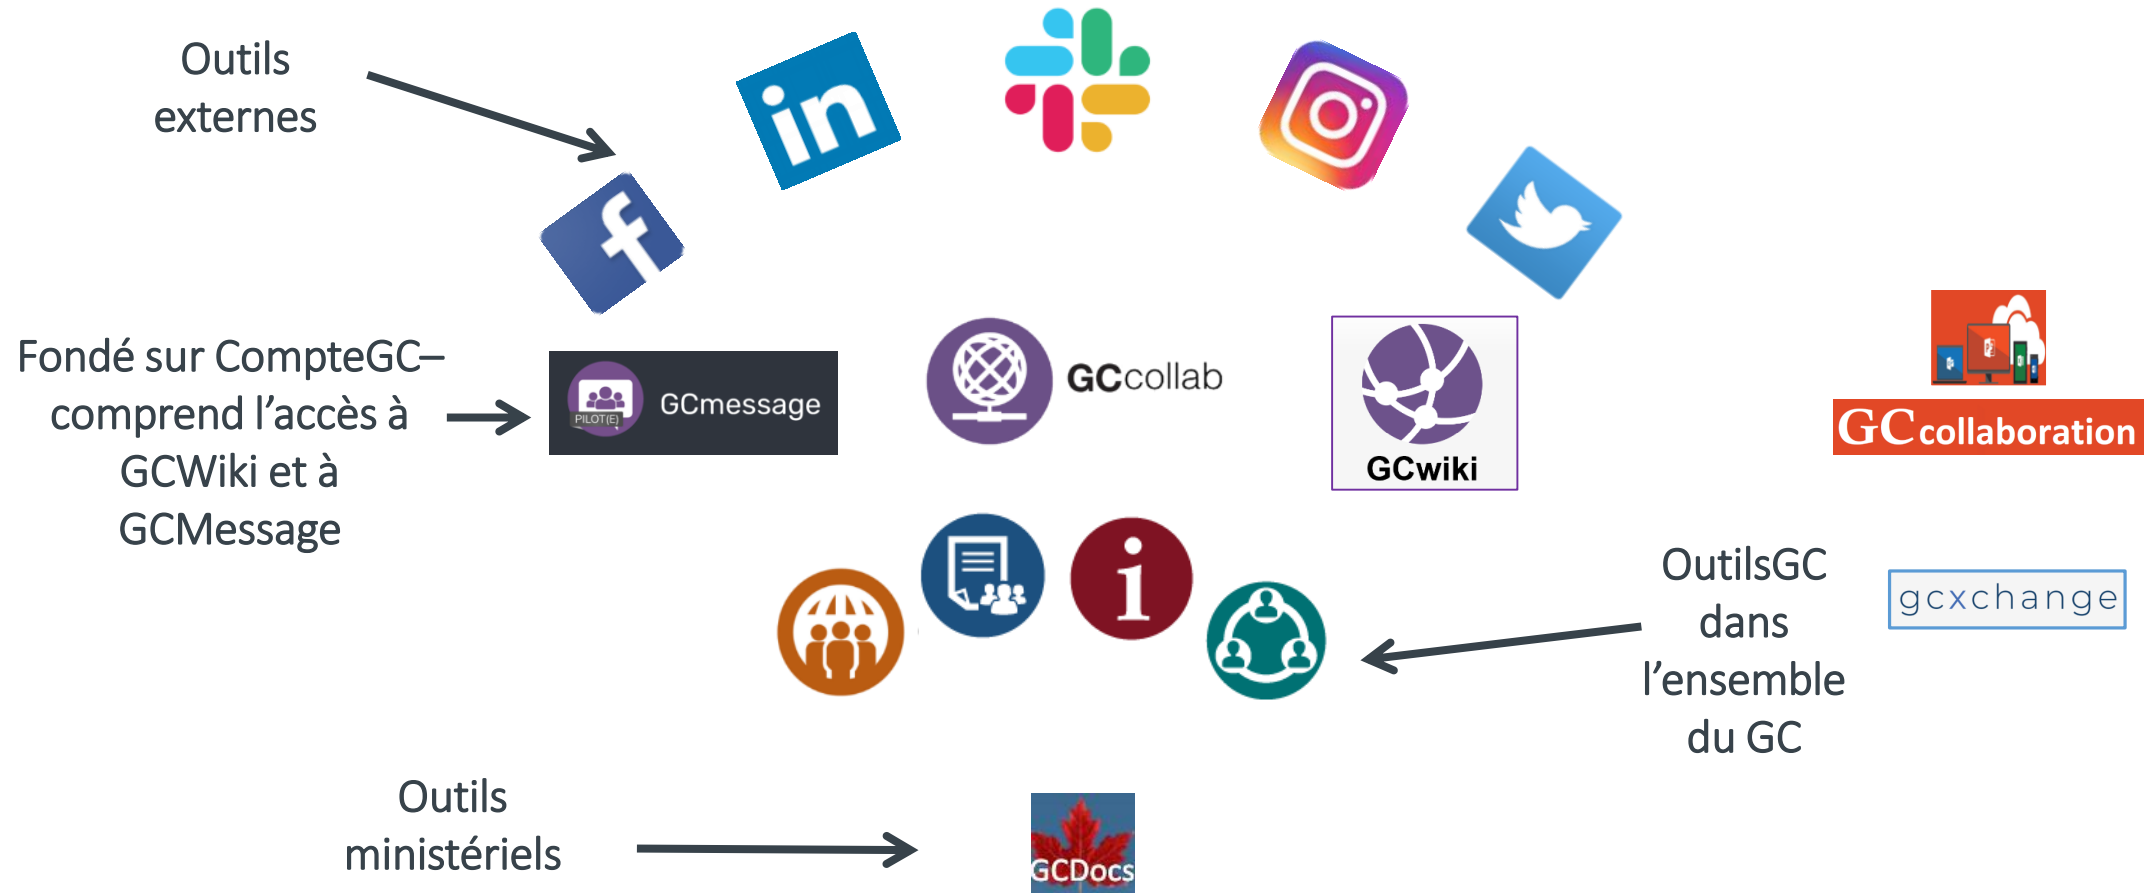 Outils
externes
in
f
Fondé sur CompteGC–
comprend l’accès à
GCWiki et à
GCMessage
PILOT(E)
GCmessage
GCcollab
GCwiki
GCcollaboration
i
OutilsGC
dans
l’ensemble
du GC
gcxchange
Outils
ministériels
GCDocs